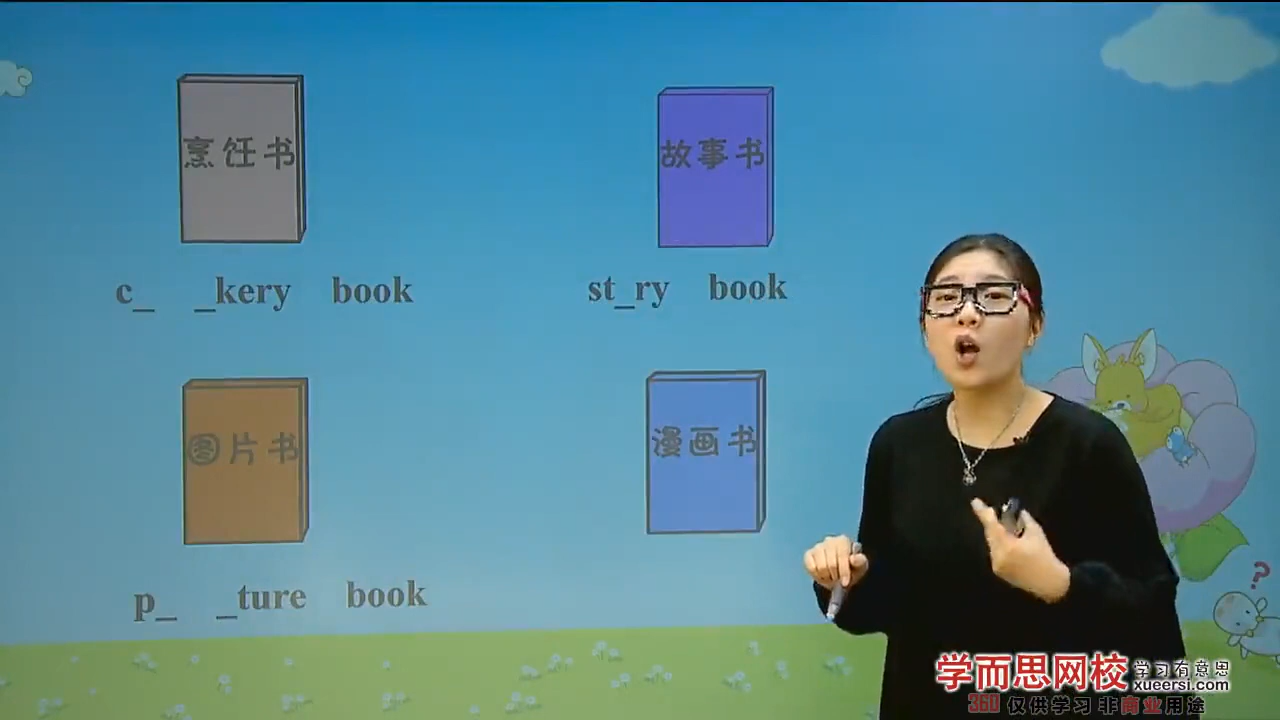 烹饪书
故事书
c_ _kery book
st_ry book
图片书
漫画书
p_ _ture book
?
学而思网校
学习有意思
xueersi.com
360 仅供学习 非商业用途